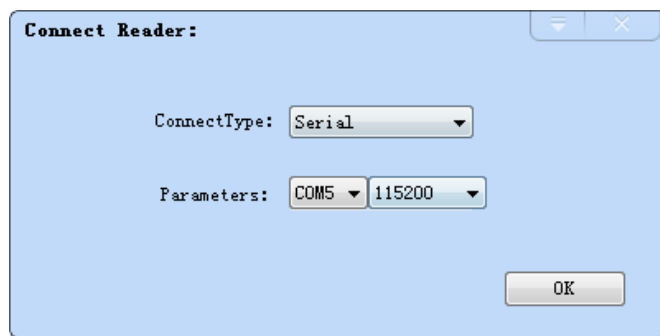 Connect Reader:
ConnectType: Serial
Parameters: COM5 115200
OK